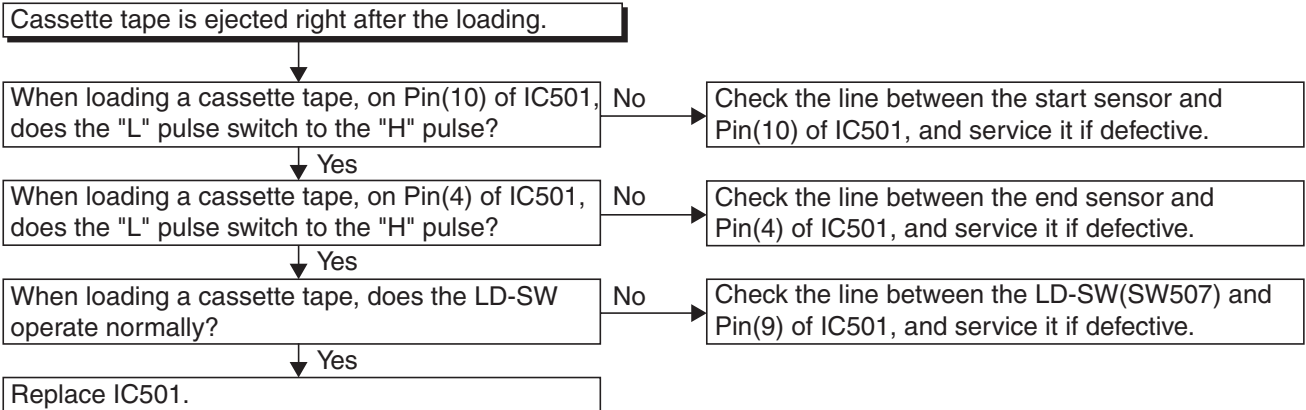 Cassette tape is ejected right after the loading.
When loading a cassette tape, on Pin(10) of IC501,
does the "L" pulse switch to the "H" pulse?
No
Check the line between the start sensor and
Pin(10) of IC501, and service it if defective.
Yes
When loading a cassette tape, on Pin(4) of IC501,
does the "L" pulse switch to the "H" pulse?
No
Check the line between the end sensor and
Pin(4) of IC501, and service it if defective.
Yes
When loading a cassette tape, does the LD-SW
operate normally?
No
Check the line between the LD-SW(SW507) and
Pin(9) of IC501, and service it if defective.
Yes
Replace IC501.